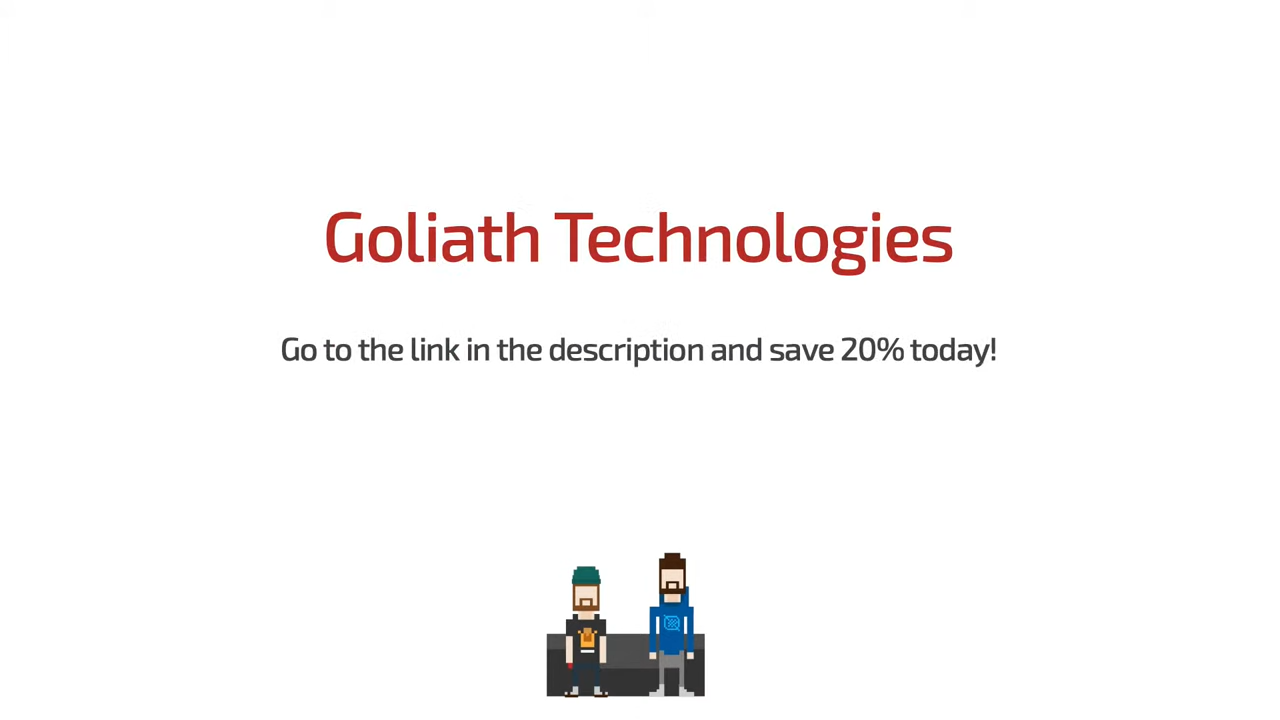 Goliath Technologies
Go to the link in the description and save 20% today!